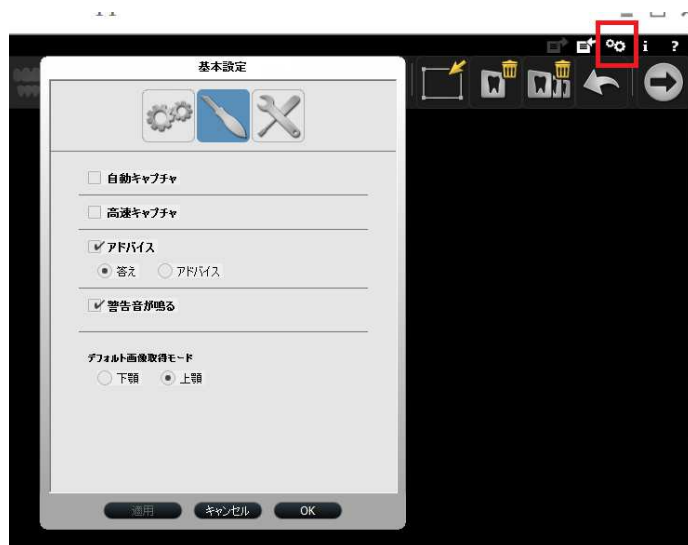 i ?
基本設定
自動キャプチャ
高速キャプチャ
アドバイス
答え アドバイス
警告音が鳴る
デフォルト画像取得モード
下顎 上顎
適用 キャンセル OK